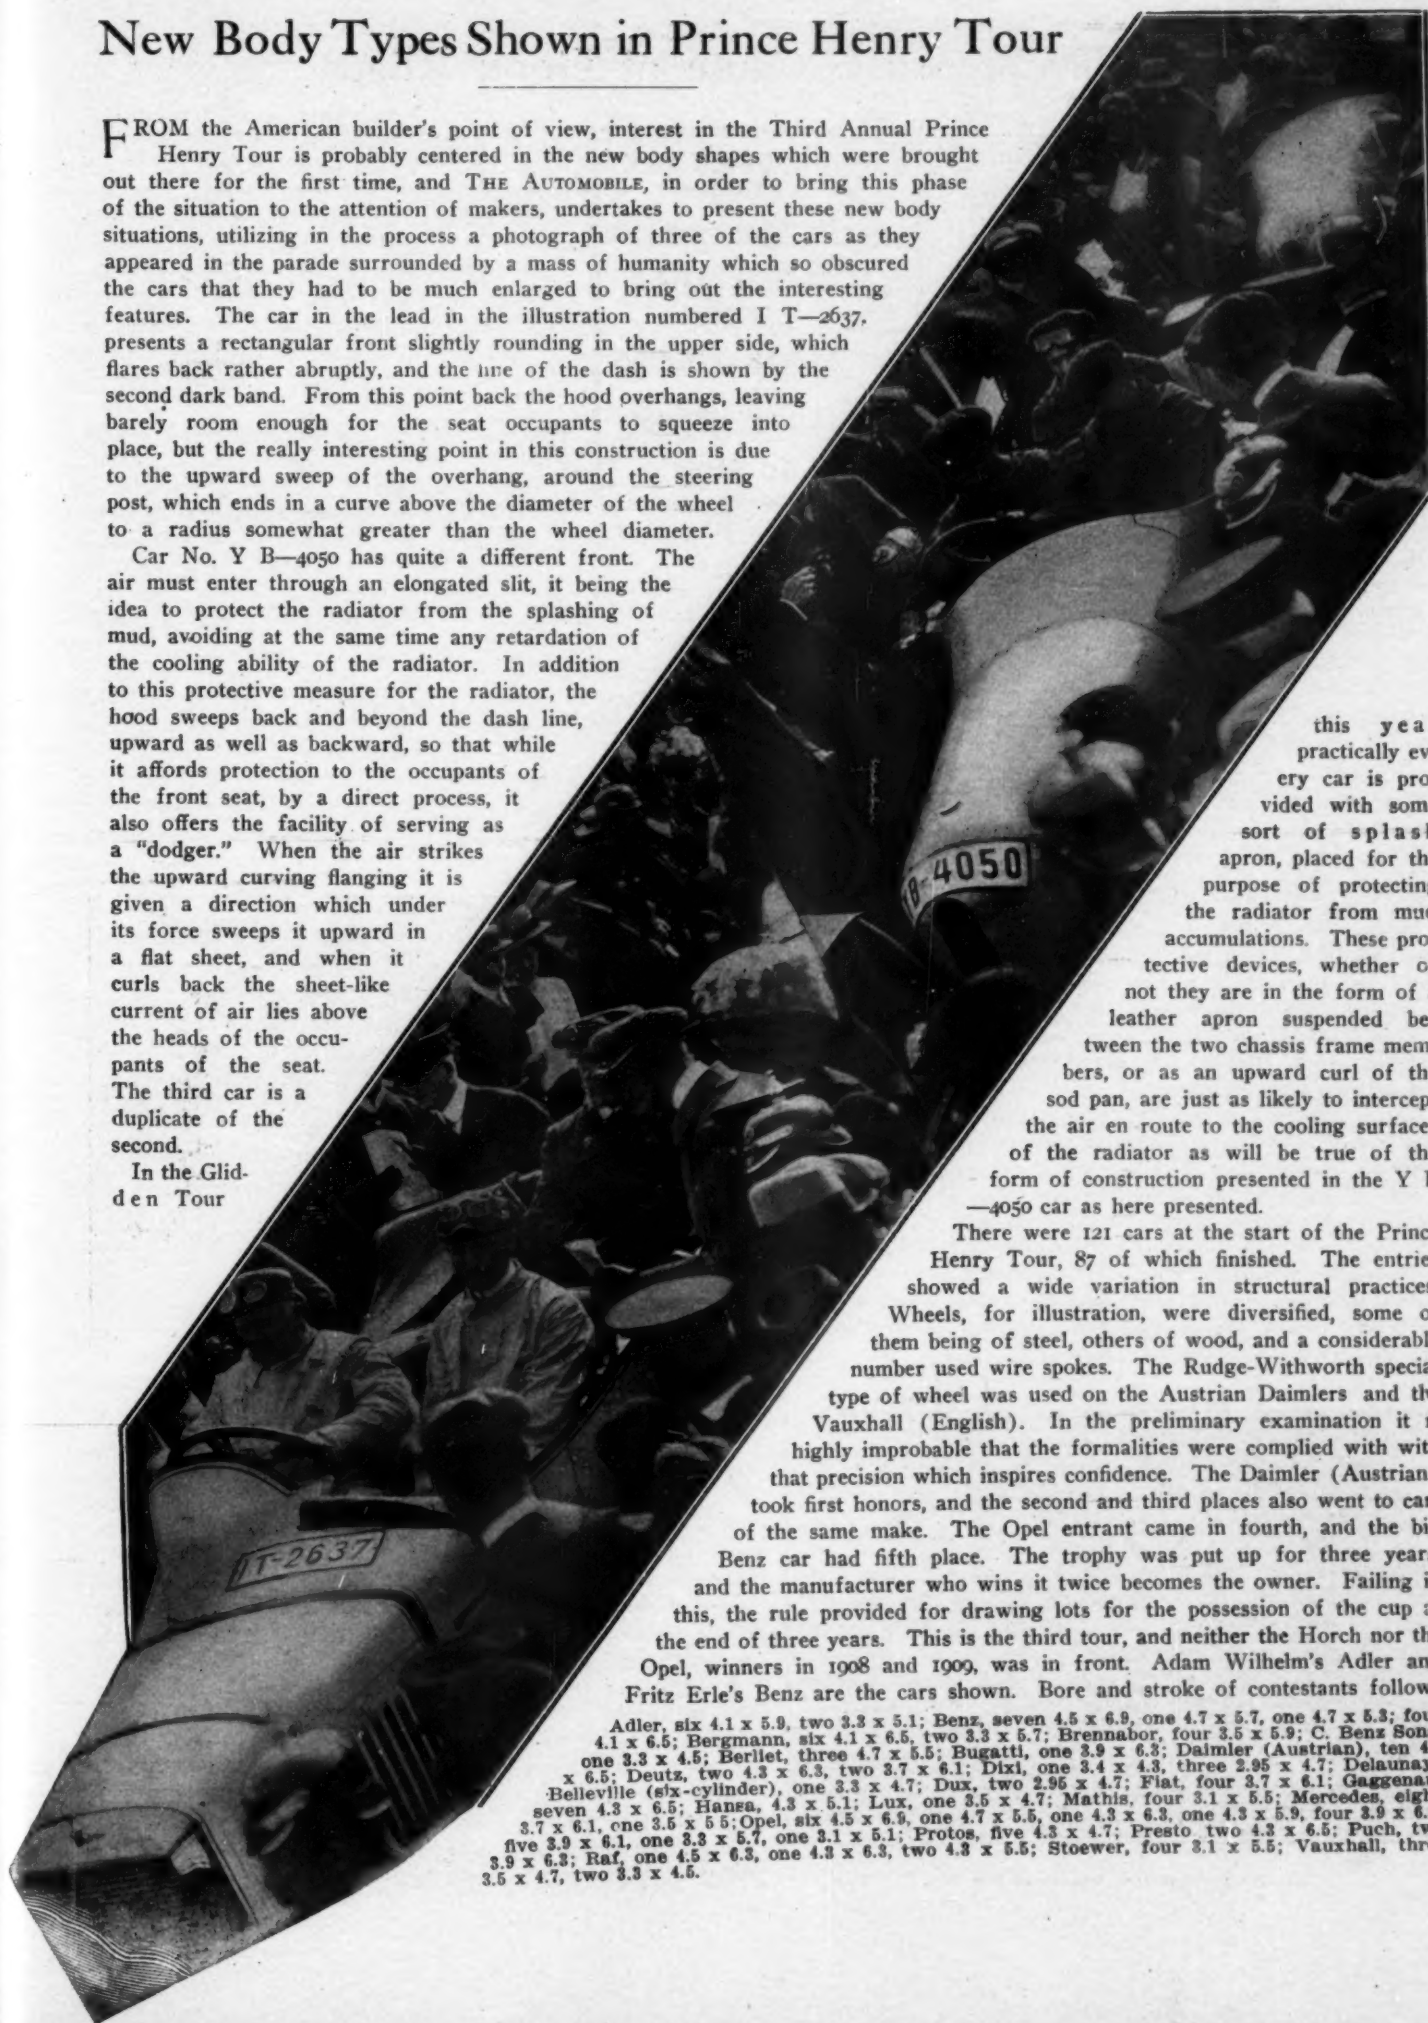 New Body Types Shown in Prince Henry Tour
FROM the American builder's point of view, interest in the Third Annual Prince
Henry Tour is probably centered in the new body shapes which were brought
out there for the first time, and THE AUTOMOBILE, in order to bring this phase
of the situation to the attention of makers, undertakes to present these new body
situations, utilizing in the process a photograph of three of the cars as they
appeared in the parade surrounded by a mass of humanity which so obscured
the cars that they had to be much enlarged to bring out the interesting
features. The car in the lead in the illustration numbered I T—2637,
presents a rectangular front slightly rounding in the upper side, which
flares back rather abruptly, and the line of the dash is shown by the
second dark band. From this point back the hood overhangs, leaving
barely room enough for the seat occupants to squeeze into
place, but the really interesting point in this construction is due
to the upward sweep of the overhang, around the steering
post, which ends in a curve above the diameter of the wheel
to a radius somewhat greater than the wheel diameter.
Car No. Y B—4050 has quite a different front. The
air must enter through an elongated slit, it being the
idea to protect the radiator from the splashing of
mud, avoiding at the same time any retardation of
the cooling ability of the radiator. In addition
to this protective measure for the radiator, the
hood sweeps back and beyond the dash line,
upward as well as backward, so that while
it affords protection to the occupants of
the front seat, by a direct process, it
also offers the facility of serving as
a "dodger." When the air strikes
the upward curving flanging it is
given a direction which under
its force sweeps it upward in
a flat sheet, and when it
curls back the sheet-like
current of air lies above
the heads of the occu-
pants of the seat.
The third car is a
duplicate of the
second.
In the Glid-
den Tour
this yea
practically ev
ery car is pro
vided with som
sort of splas
apron, placed for th
purpose of protectin
the radiator from mu
accumulations. These pro
tective devices, whether o
not they are in the form of
leather apron suspended be
tween the two chassis frame mem
bers, or as an upward curl of th
sod pan, are just as likely to intercep
the air en route to the cooling surface
of the radiator as will be true of th
form of construction presented in the Y
—4050 car as here presented.
There were 121 cars at the start of the Princ
Henry Tour, 87 of which finished. The entrie
showed a wide variation in structural practice
Wheels, for illustration, were diversified, some o
them being of steel, others of wood, and a considerabl
number used wire spokes. The Rudge-Withworth specia
type of wheel was used on the Austrian Daimlers and th
Vauxhall (English). In the preliminary examination it
highly improbable that the formalities were complied with wit
that precision which inspires confidence. The Daimler (Austrian
took first honors, and the second and third places also went to ca
of the same make. The Opel entrant came in fourth, and the bi
Benz car had fifth place. The trophy was put up for three year
and the manufacturer who wins it twice becomes the owner. Failing i
this, the rule provided for drawing lots for the possession of the cup a
the end of three years. This is the third tour, and neither the Horch nor th
Opel, winners in 1908 and 1909, was in front. Adam Wilhelm's Adler an
Fritz Erle's Benz are the cars shown. Bore and stroke of contestants follow
Adler, six 4.1 x 5.9, two 3.3 x 5.1; Benz, seven 4.5 x 6.9, one 4.7 x 5.7, one 4.7 x 5.3; fou
4.1 x 6.5; Bergmann, six 4.1 x 6.5, two 3.3 x 5.7; Brennabor, four 3.5 x 5.9; C. Benz Son
one 3.3 x 4.5; Berliet, three 4.7 x 5.5; Bugatti, one 3.9 x 6.3; Daimler (Austrian), ten 4
x 6.5; Deutz, two 4.3 x 6.3, two 3.7 x 6.1; Dixi, one 3.4 x 4.3, three 2.95 x 4.7; Delaunay
Belleville (six-cylinder), one 3.3 x 4.7; Dux, two 2.95 x 4.7; Fiat, four 3.7 x 6.1; Gaggena
seven 4.3 x 6.5; Hansa, 4.3 x 5.1; Lux, one 3.5 x 4.7; Mathis, four 3.1 x 5.5; Mercedes, eigh
3.7 x 6.1, one 3.5 x 5 5; Opel, six 4.5 x 6.9, one 4.7 x 5.5, one 4.3 x 6.3, one 4.3 x 5.9, four 3.9 x 6.
five 3.9 x 6.1, one 3.3 x 5.7, one 3.1 x 5.1; Protos, five 4.3 x 4.7; Presto two 4.3 x 6.5; Puch, tw
3.9 x 6.3; Raf, one 4.5 x 6.3, one 4.3 x 6.3, two 4.3 x 5.5; Stoewer, four 3.1 x 5.5; Vauxhall, thr
3.5 x 4.7, two 3.3 x 4.5.
B-4050
IT-2637